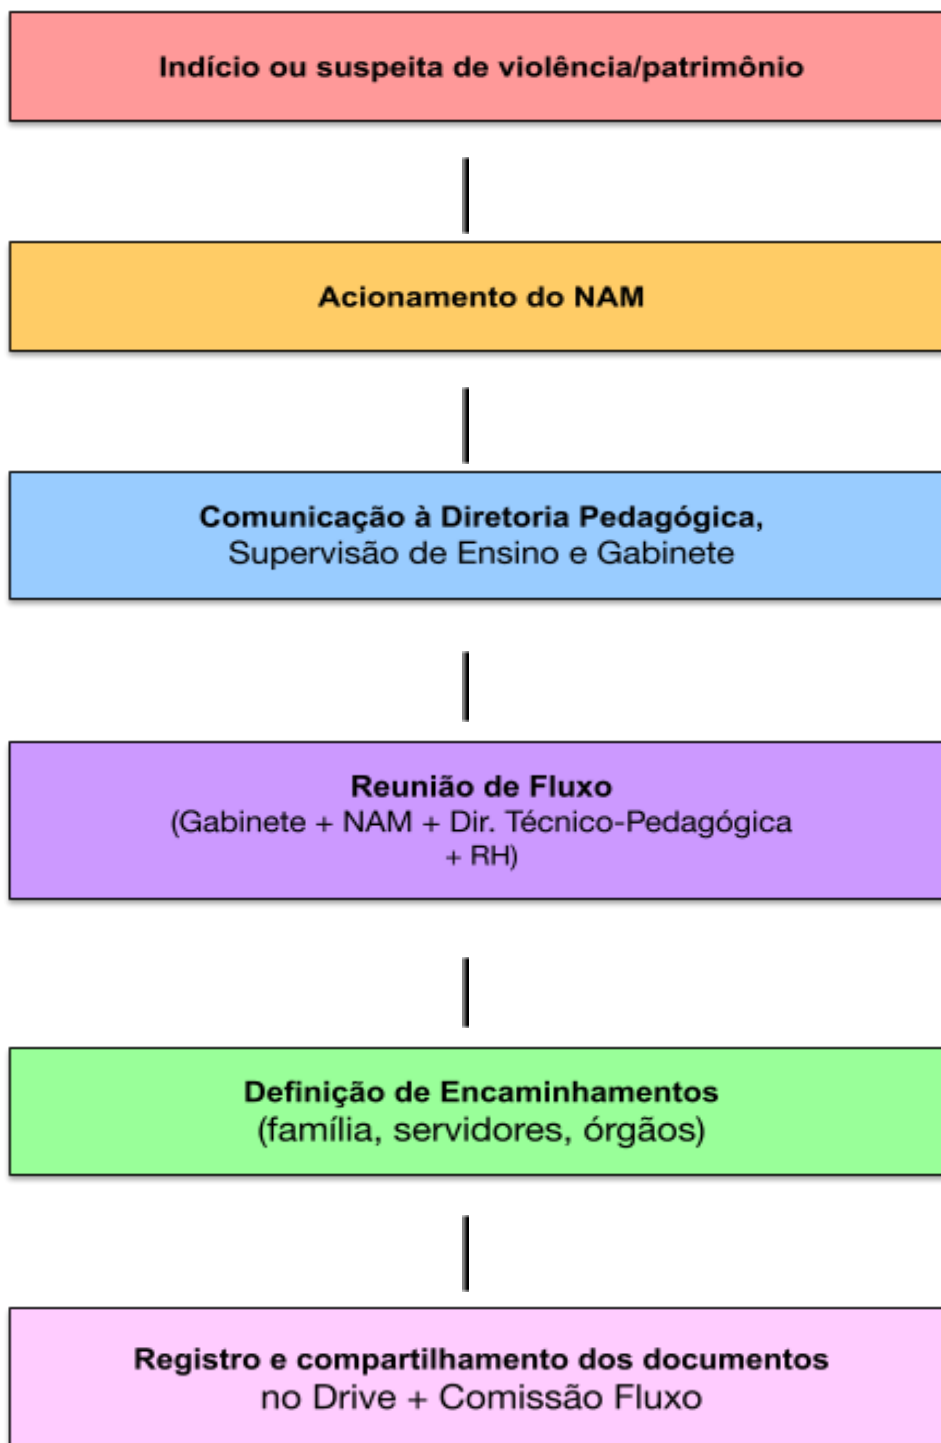 Indício ou suspeita de violência/patrimônio
Acionamento do NAM
Comunicação à Diretoria Pedagógica,
Supervisão de Ensino e Gabinete
Reunião de Fluxo
(Gabinete + NAM + Dir. Técnico-Pedagógica
+ RH)
Definição de Encaminhamentos
(família, servidores, órgãos)
Registro e compartilhamento dos documentos
no Drive + Comissão Fluxo